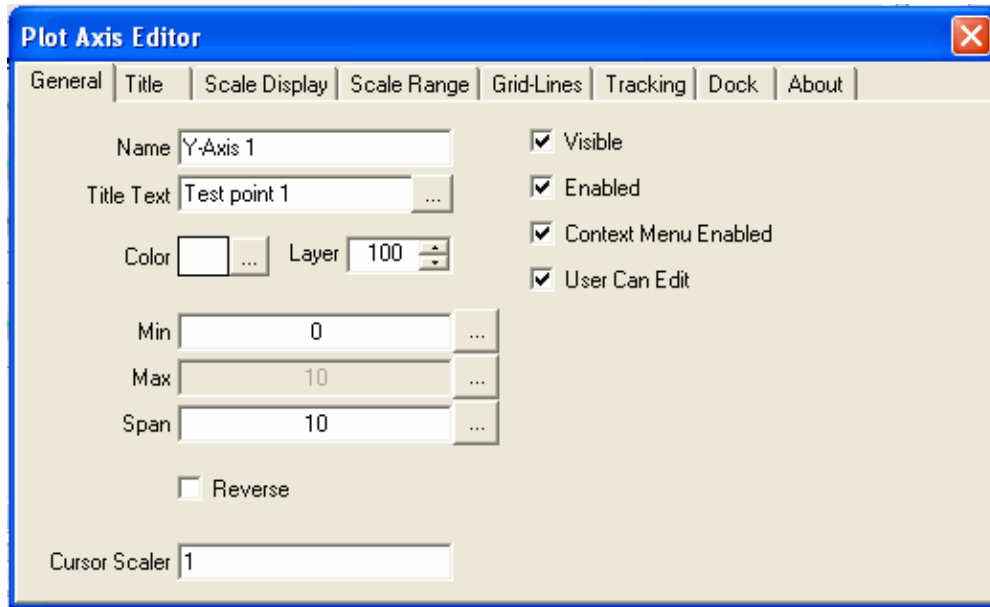 Plot Axis Editor
General Title Scale Display Scale Range Grid-Lines Tracking Dock About
Name Y-Axis 1
Visible
Title Text Test point 1 ...
Enabled
Color ... Layer 100
Context Menu Enabled
User Can Edit
Min 0 ...
Max 10 ...
Span 10 ...
Reverse
Cursor Scaler 1